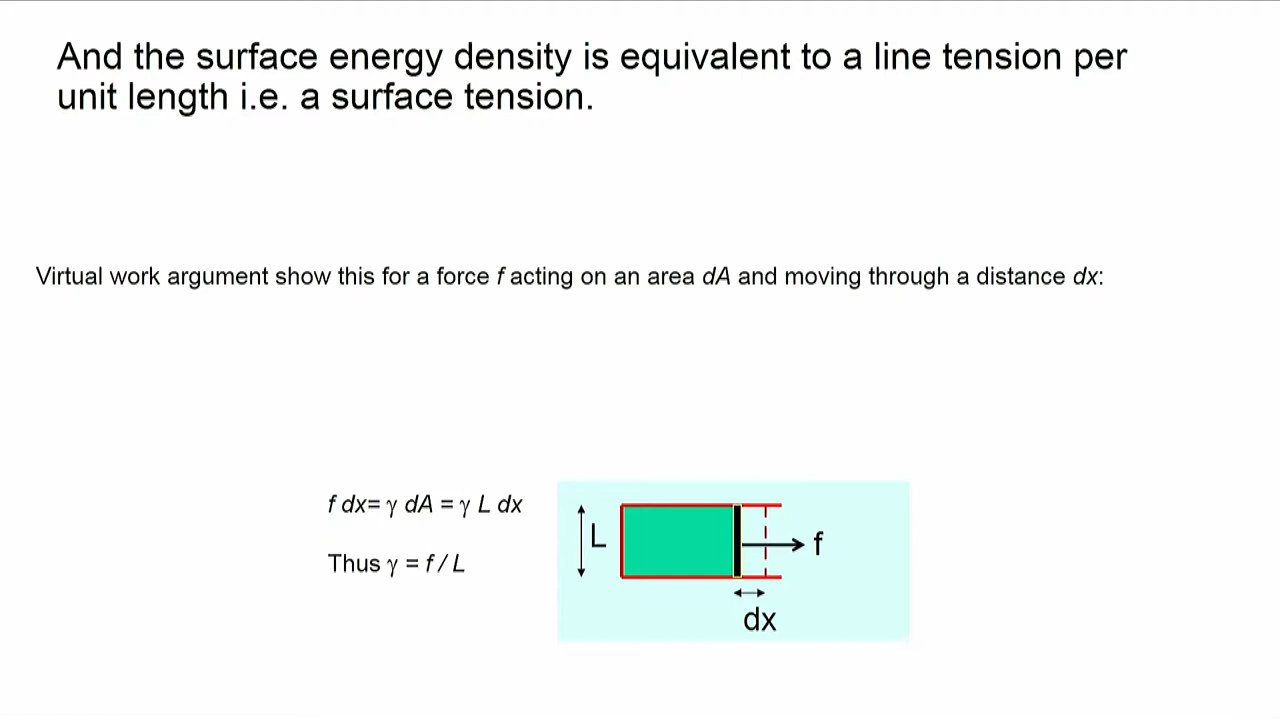 And the surface energy density is equivalent to a line tension per
unit length i.e. a surface tension.
Virtual work argument show this for a force f acting on an area dA and moving through a distance dx:
f dx= γ dA = γ L dx
Thus γ = f / L
L
f
dx